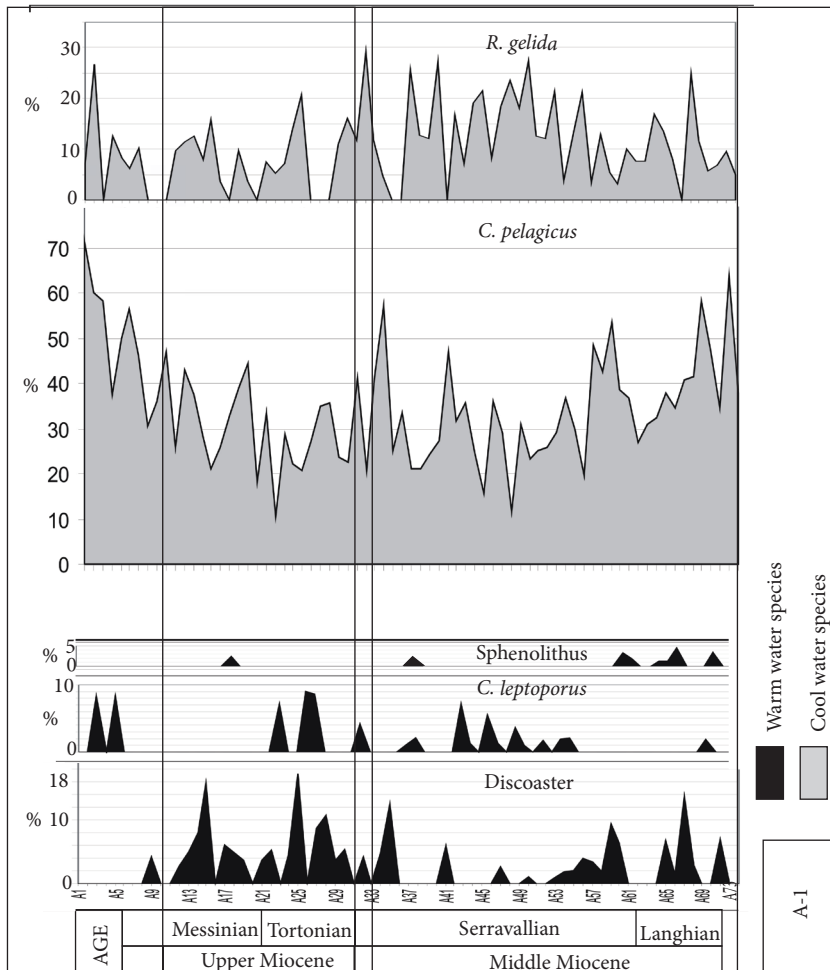 R. gelida
30
20
%
10
0
C. pelagicus
70
60
50
% 40
30
20
10
0
Sphenolithus
% 5
0
C. leptoporus
10
%
0
Discoaster
18
% 10
0
A1 A5 A9 A13 A17 A21 A25 A29 A33 A37 A41 A45 A49 A53 A57 A61 A65 A69 A73
AGE
Messinian Tortonian Serravallian Langhian
Upper Miocene Middle Miocene
Warm water species
Cool water species
A-1